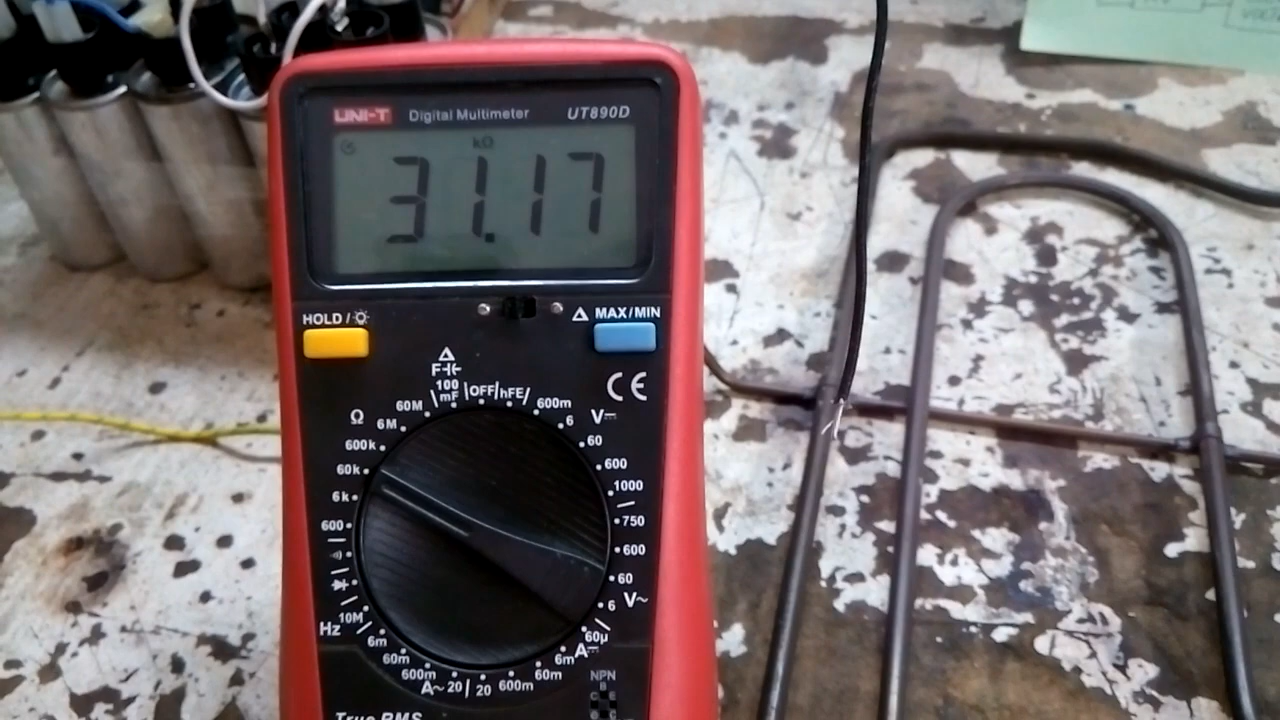 UNI-T Digital Multimeter UT890D
kΩ
31.17
HOLD / MAX/MIN
Δ
F
100
mF
OFF
hFE
Ω
60M
6M
600k
60k
6k
600
10M
Hz
600m
V⎓
6
60
600
1000
750
600
60
V~
6
60μ
A⎓
6m
60m
600m
20
20
A~
600m
60m
6m
CE
NPN
True RMS